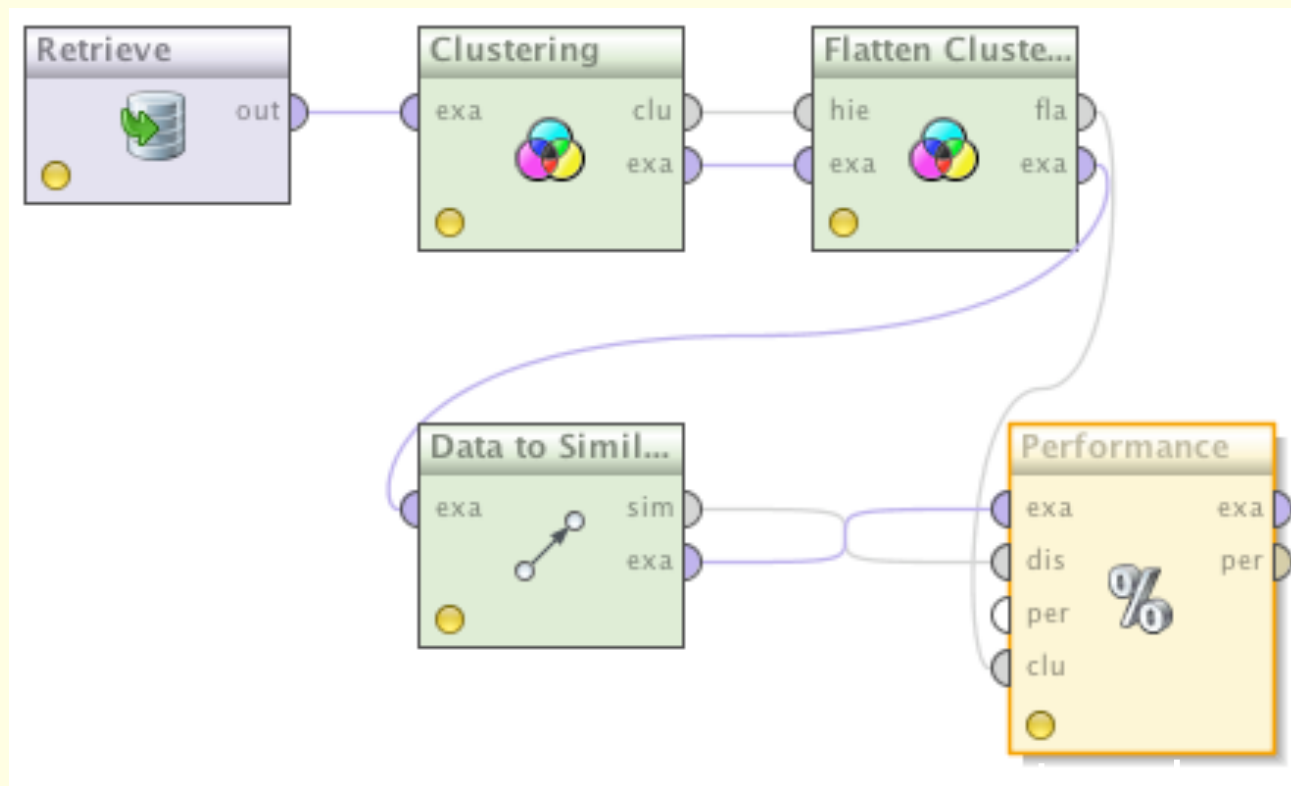 Retrieve
out
Clustering
exa
clu
exa
Flatten Cluste...
hie
fla
exa
exa
Data to Simil...
exa
sim
exa
Performance
exa
exa
dis
per
per
%
clu